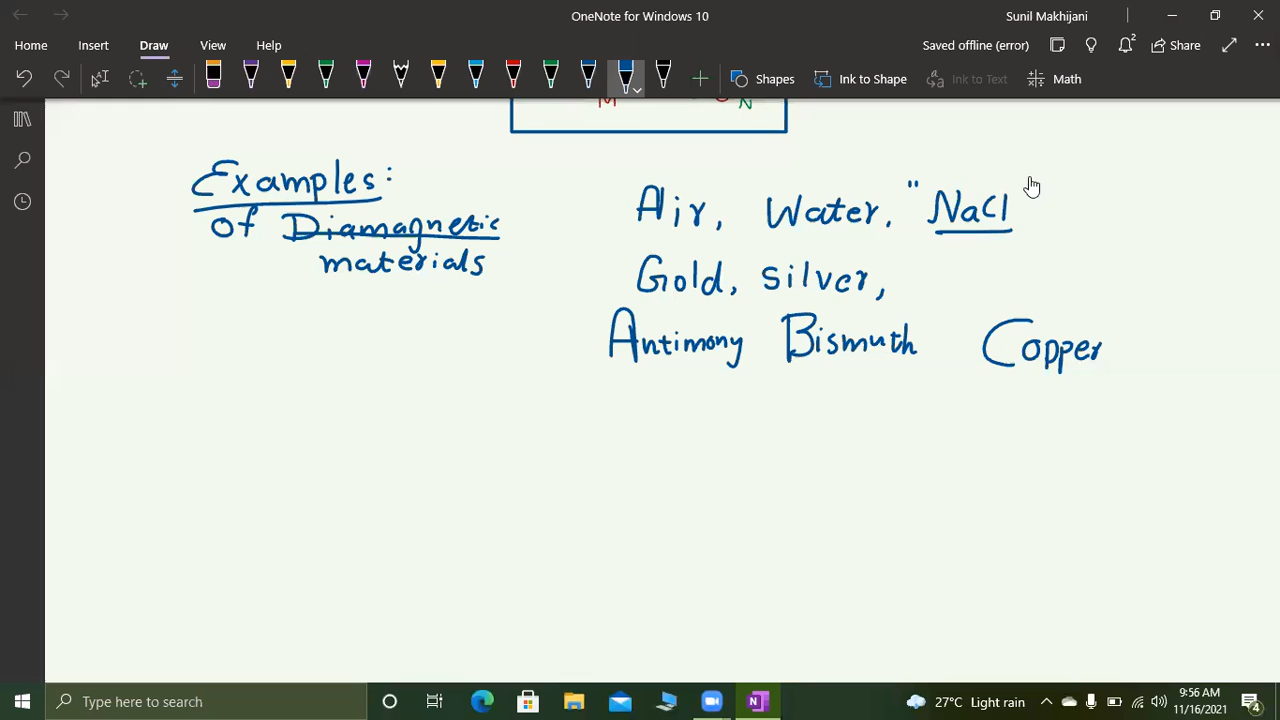 OneNote for Windows 10
Sunil Makhijani
Home Insert Draw View Help
Saved offline (error)
Share
Shapes
Ink to Shape
Ink to Text
Math
M N
Examples:
of Diamagnetic
materials
Air, Water, "NaCl
Gold, Silver,
Antimony Bismuth Copper
Type here to search
27°C Light rain
9:56 AM
11/16/2021
4